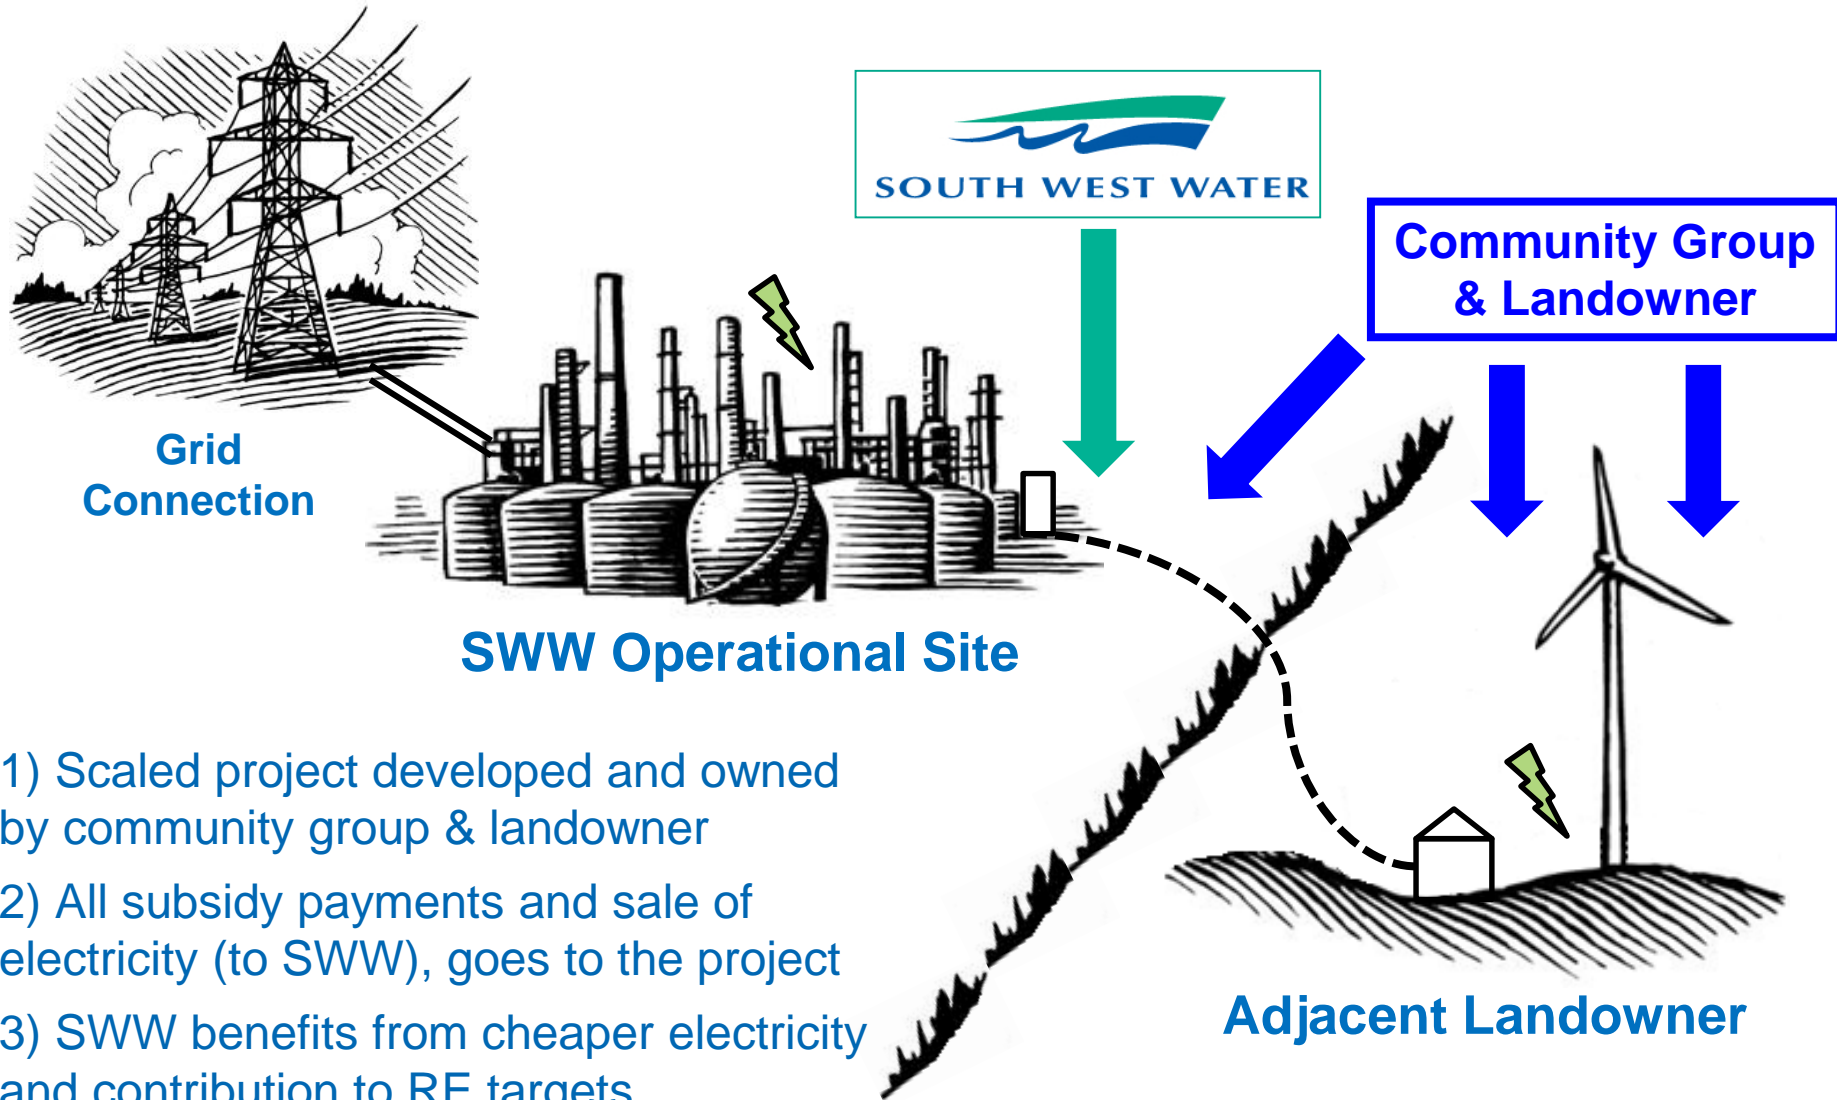 SOUTH WEST WATER
Community Group
& Landowner
Grid
Connection
SWW Operational Site
1) Scaled project developed and owned
by community group & landowner
2) All subsidy payments and sale of
electricity (to SWW), goes to the project
3) SWW benefits from cheaper electricity
and contribution to RE targets
Adjacent Landowner